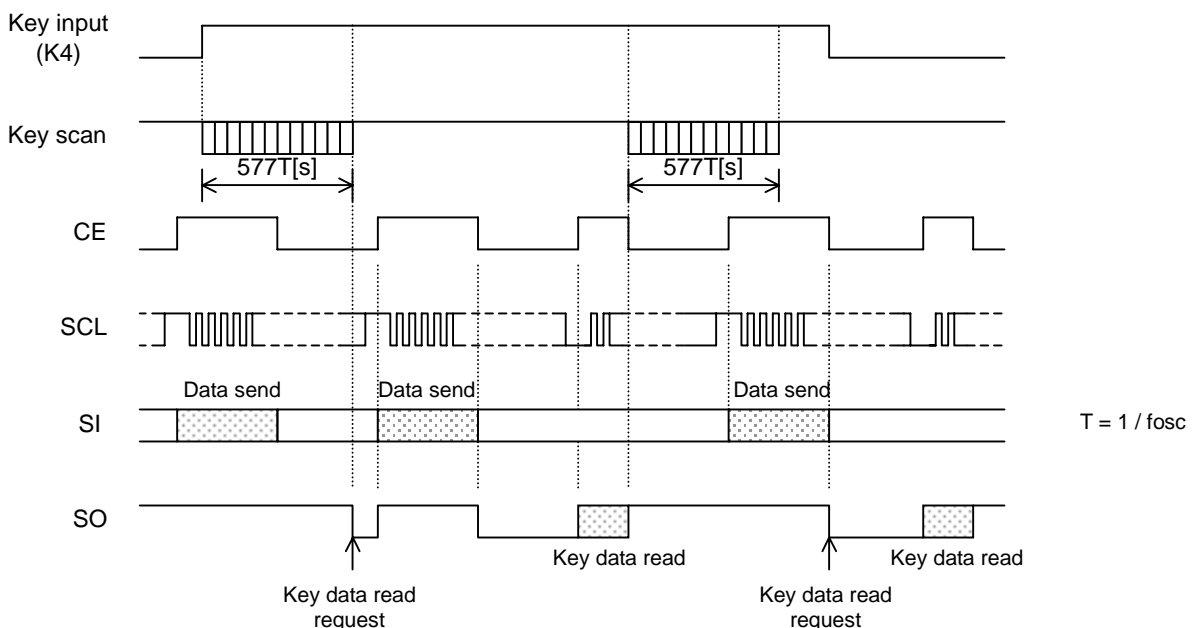 Key input
(K4)
Key scan
577T[s]
577T[s]
CE
SCL
Data send
Data send
Data send
SI
T = 1 / fosc
SO
Key data read
Key data read
Key data read
request
Key data read
request